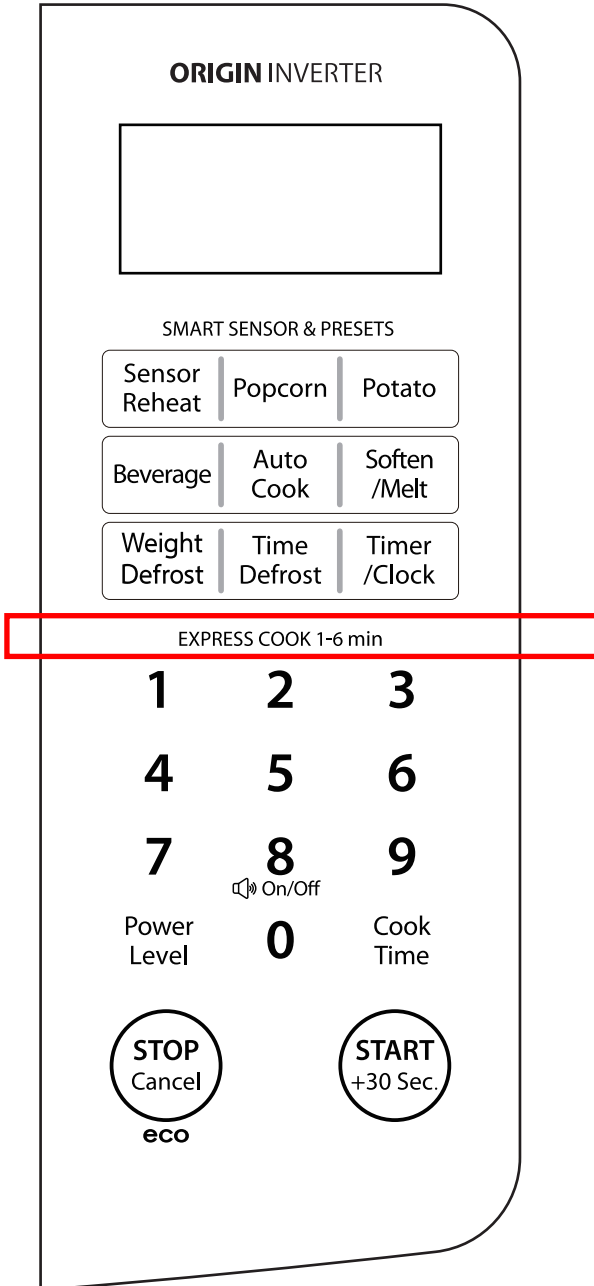 ORIGIN INVERTER
SMART SENSOR & PRESETS
Sensor Reheat
Popcorn
Potato
Beverage
Auto Cook
Soften /Melt
Weight Defrost
Time Defrost
Timer /Clock
EXPRESS COOK 1-6 min
1 2 3
4 5 6
7 8 9
On/Off
Power Level
0
Cook Time
STOP
Cancel
START
+30 Sec.
eco